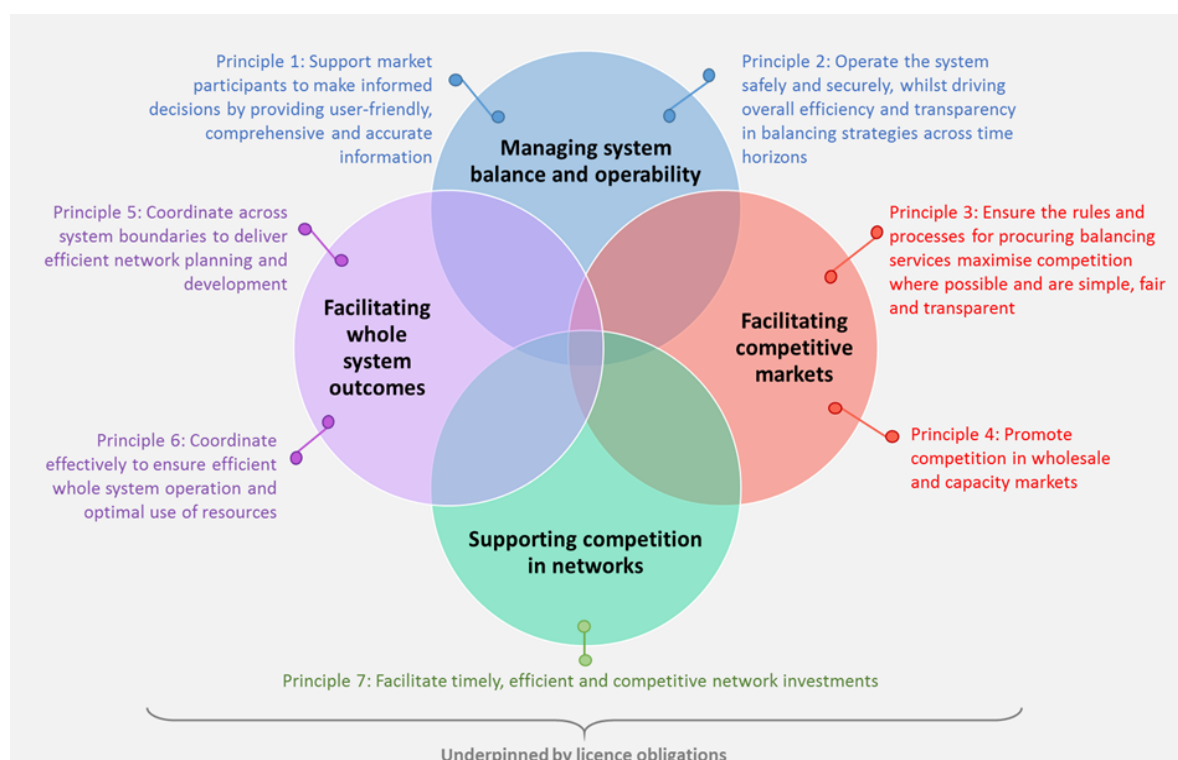 Principle 1: Support market
participants to make informed
decisions by providing user-friendly,
comprehensive and accurate
information
Principle 2: Operate the system
safely and securely, whilst driving
overall efficiency and transparency
in balancing strategies across time
horizons
Managing system
balance and operability
Principle 5: Coordinate across
system boundaries to deliver
efficient network planning and
development
Principle 3: Ensure the rules and
processes for procuring balancing
services maximise competition
where possible and are simple, fair
and transparent
Facilitating
whole
system
outcomes
Facilitating
competitive
markets
Principle 6: Coordinate
effectively to ensure efficient
whole system operation and
optimal use of resources
Principle 4: Promote
competition in wholesale
and capacity markets
Supporting competition
in networks
Principle 7: Facilitate timely, efficient and competitive network investments
Underpinned by licence obligations